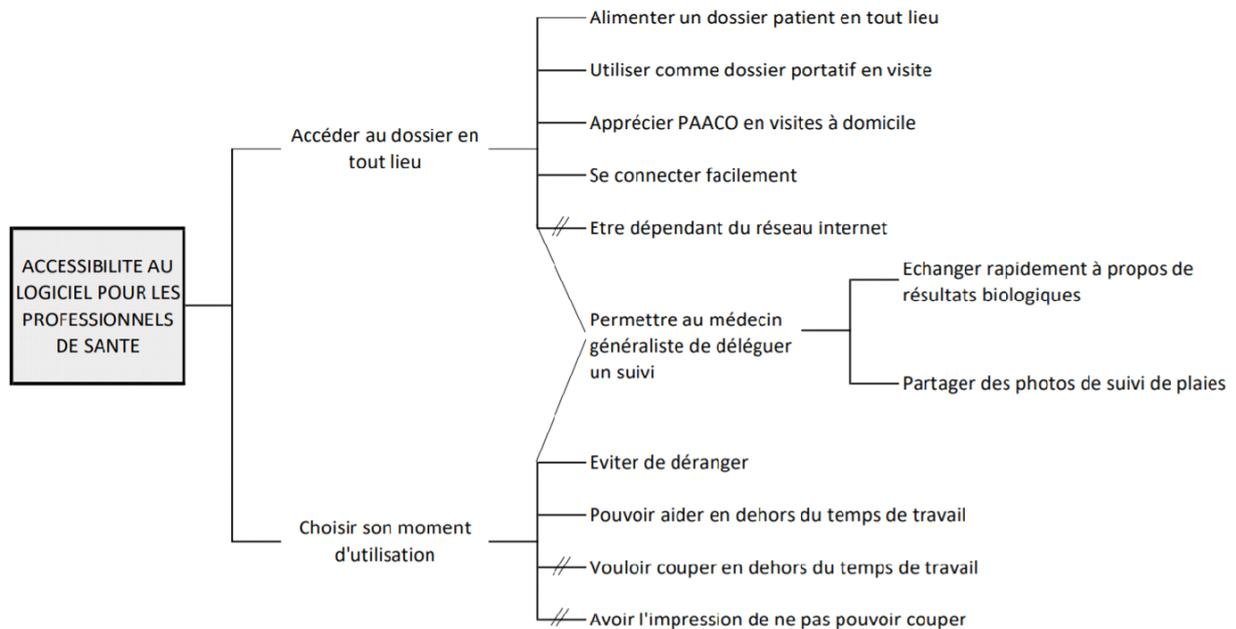 ACCESSIBILITE AU
LOGICIEL POUR LES
PROFESSIONNELS
DE SANTE
Accéder au dossier en
tout lieu
Alimenter un dossier patient en tout lieu
Utiliser comme dossier portatif en visite
Apprécier PAACO en visites à domicile
Se connecter facilement
Etre dépendant du réseau internet
Permettre au médecin
généraliste de déléguer
un suivi
Echanger rapidement à propos de
résultats biologiques
Partager des photos de suivi de plaies
Choisir son moment
d'utilisation
Eviter de déranger
Pouvoir aider en dehors du temps de travail
Vouloir couper en dehors du temps de travail
Avoir l'impression de ne pas pouvoir couper